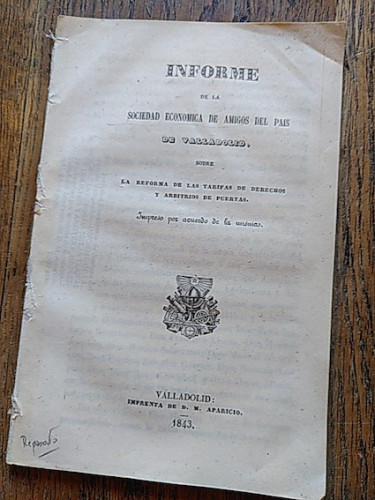 INFORME
DE LA
SOCIEDAD ECONOMICA DE AMIGOS DEL PAIS
DE VALLADOLID,
SOBRE
LA REFORMA DE LAS TARIFAS DE DERECHOS
Y ARBITRIOS DE PUERTAS.
Impreso por acuerdo de la misma.
VALLADOLID:
IMPRENTA DE D. M. APARICIO.
1843.
Reparado